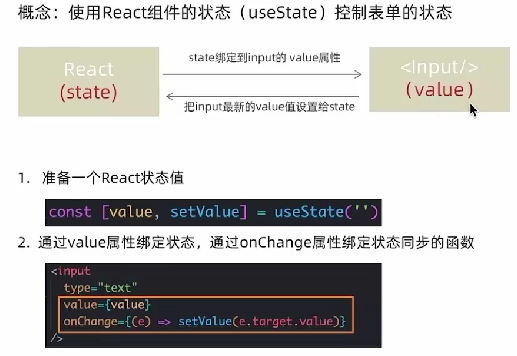 概念：使用React组件的状态（useState）控制表单的状态
state绑定到input的 value属性
React
(state)
<Input/>
(value)
把input最新的value值设置给state
1. 准备一个React状态值
const [value, setValue] = useState('')
2. 通过value属性绑定状态，通过onChange属性绑定状态同步的函数
<input
type="text"
value={value}
onChange={(e) => setValue(e.target.value)}
/>